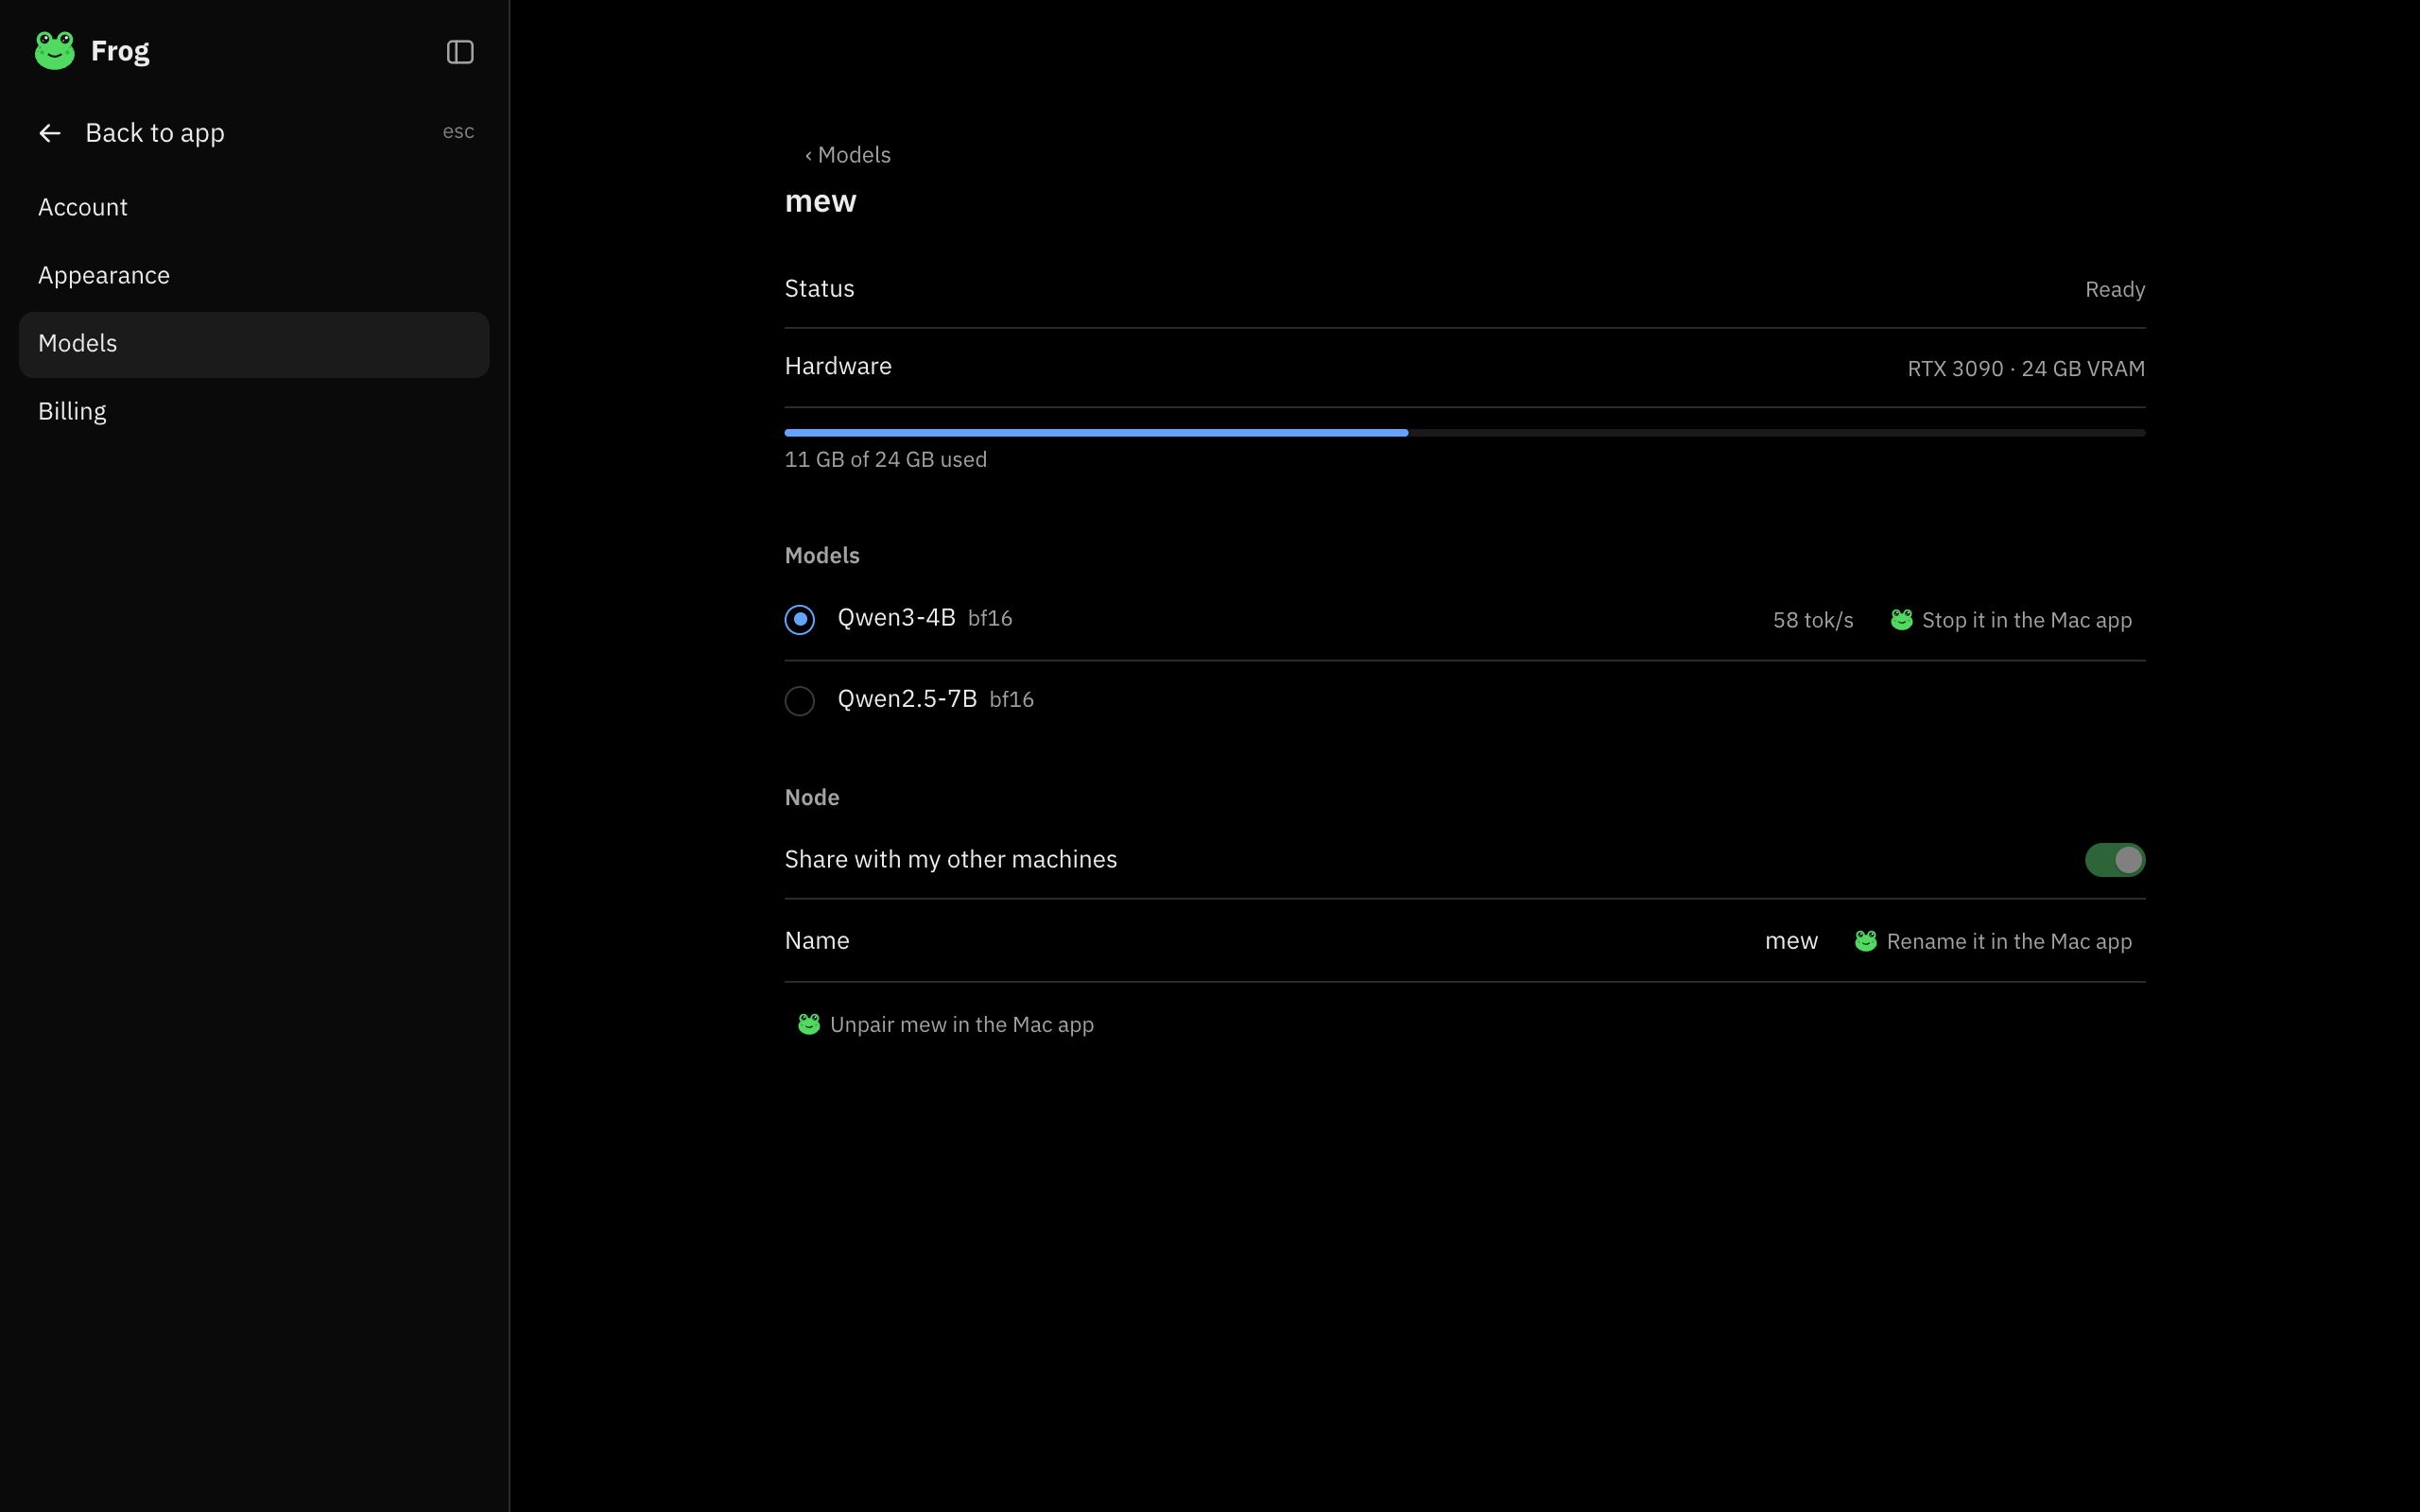 Frog
Back to app esc
Account
Appearance
Models
Billing
‹ Models
mew
Status Ready
Hardware RTX 3090 · 24 GB VRAM
11 GB of 24 GB used
Models
Qwen3-4B bf16 58 tok/s Stop it in the Mac app
Qwen2.5-7B bf16
Node
Share with my other machines
Name mew Rename it in the Mac app
Unpair mew in the Mac app